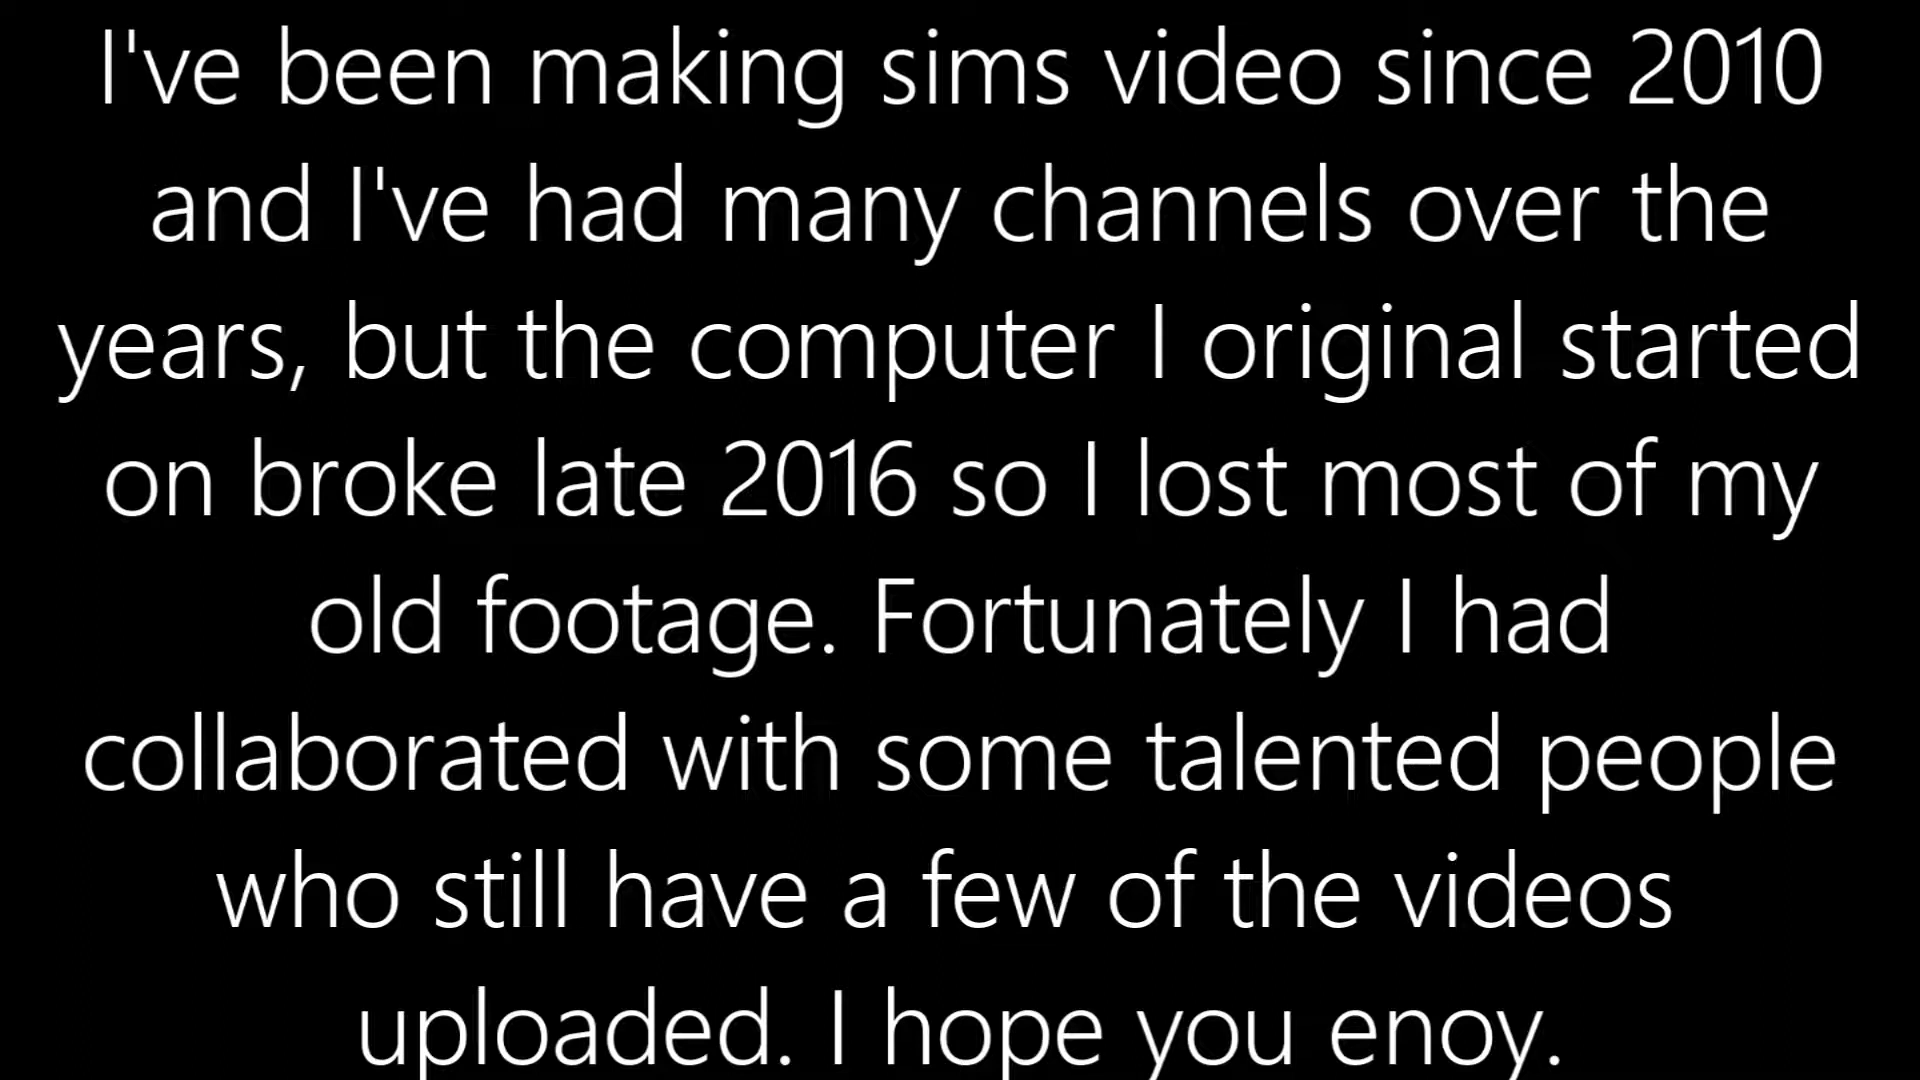 I've been making sims video since 2010
and I've had many channels over the
years, but the computer I original started
on broke late 2016 so I lost most of my
old footage. Fortunately I had
collaborated with some talented people
who still have a few of the videos
uploaded. I hope you enoy.